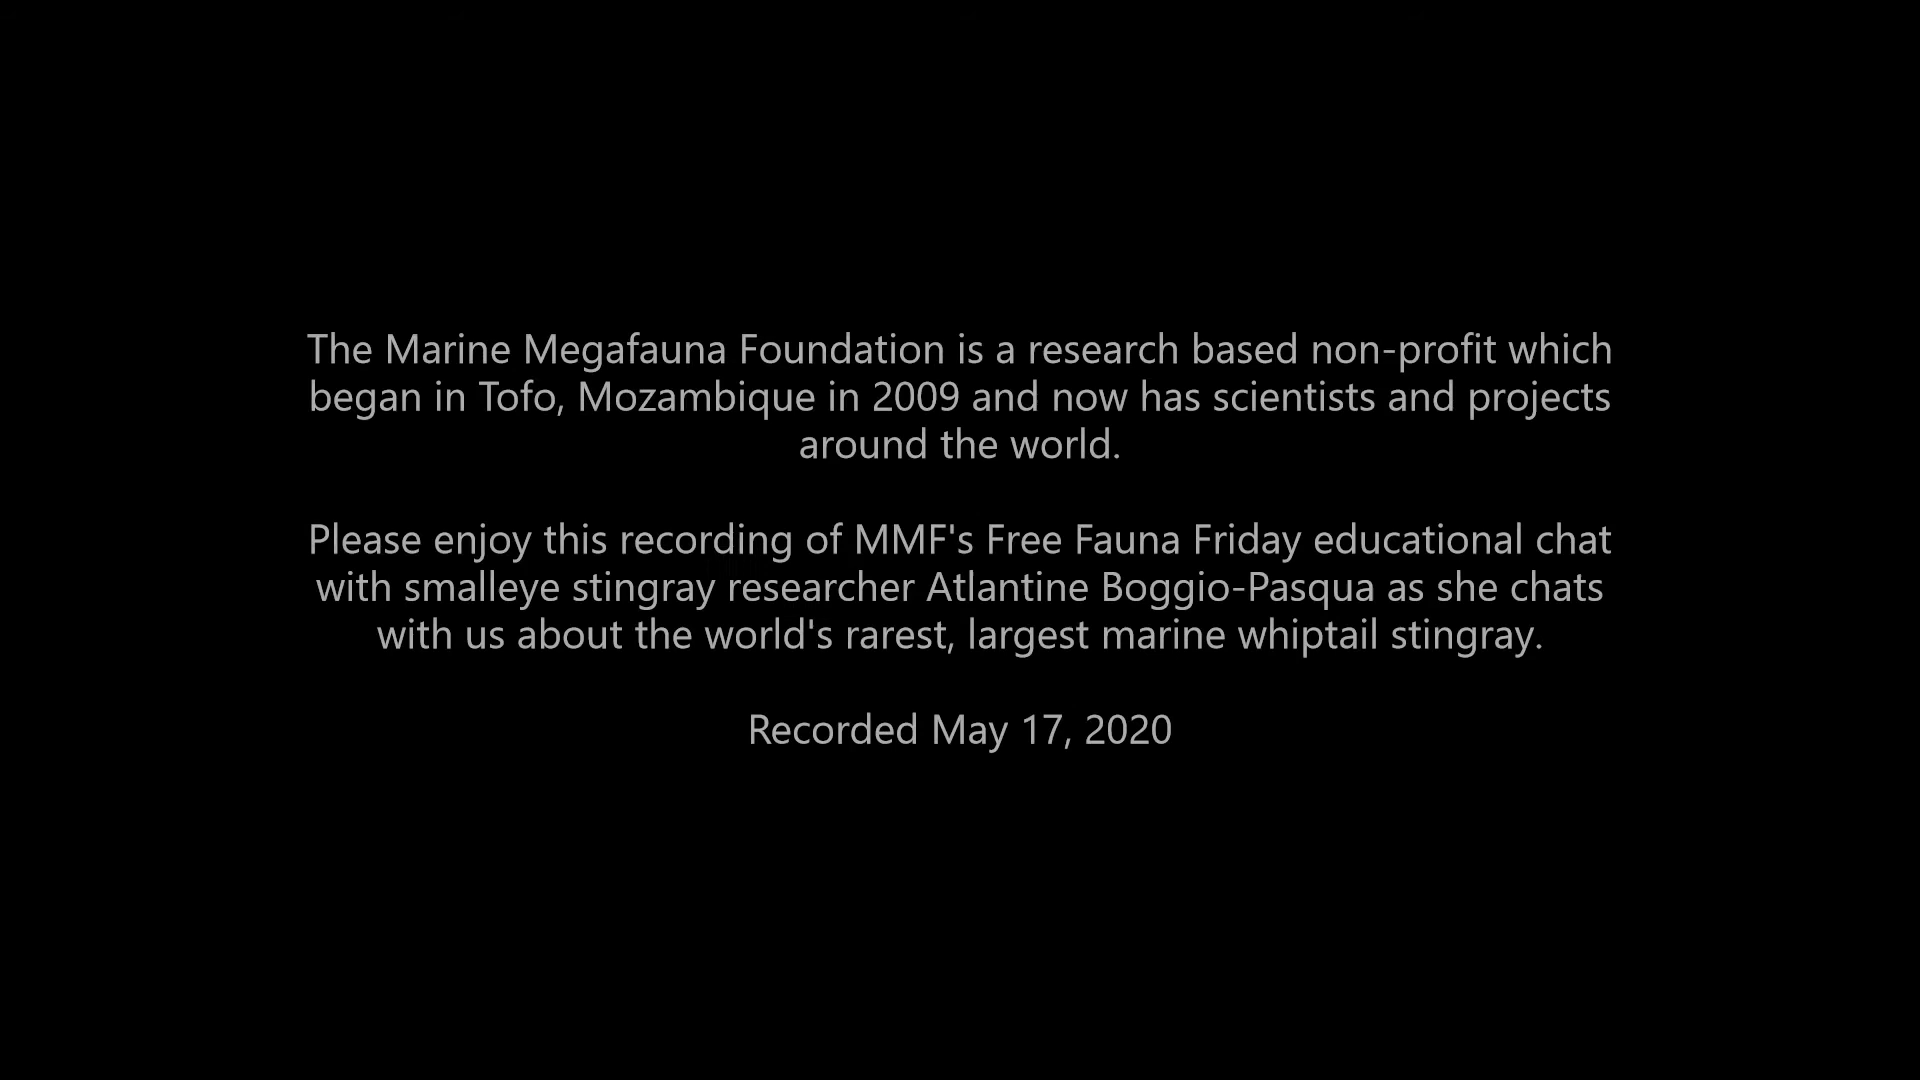 The Marine Megafauna Foundation is a research based non-profit which
began in Tofo, Mozambique in 2009 and now has scientists and projects
around the world.
Please enjoy this recording of MMF's Free Fauna Friday educational chat
with smalleye stingray researcher Atlantine Boggio-Pasqua as she chats
with us about the world's rarest, largest marine whiptail stingray.
Recorded May 17, 2020